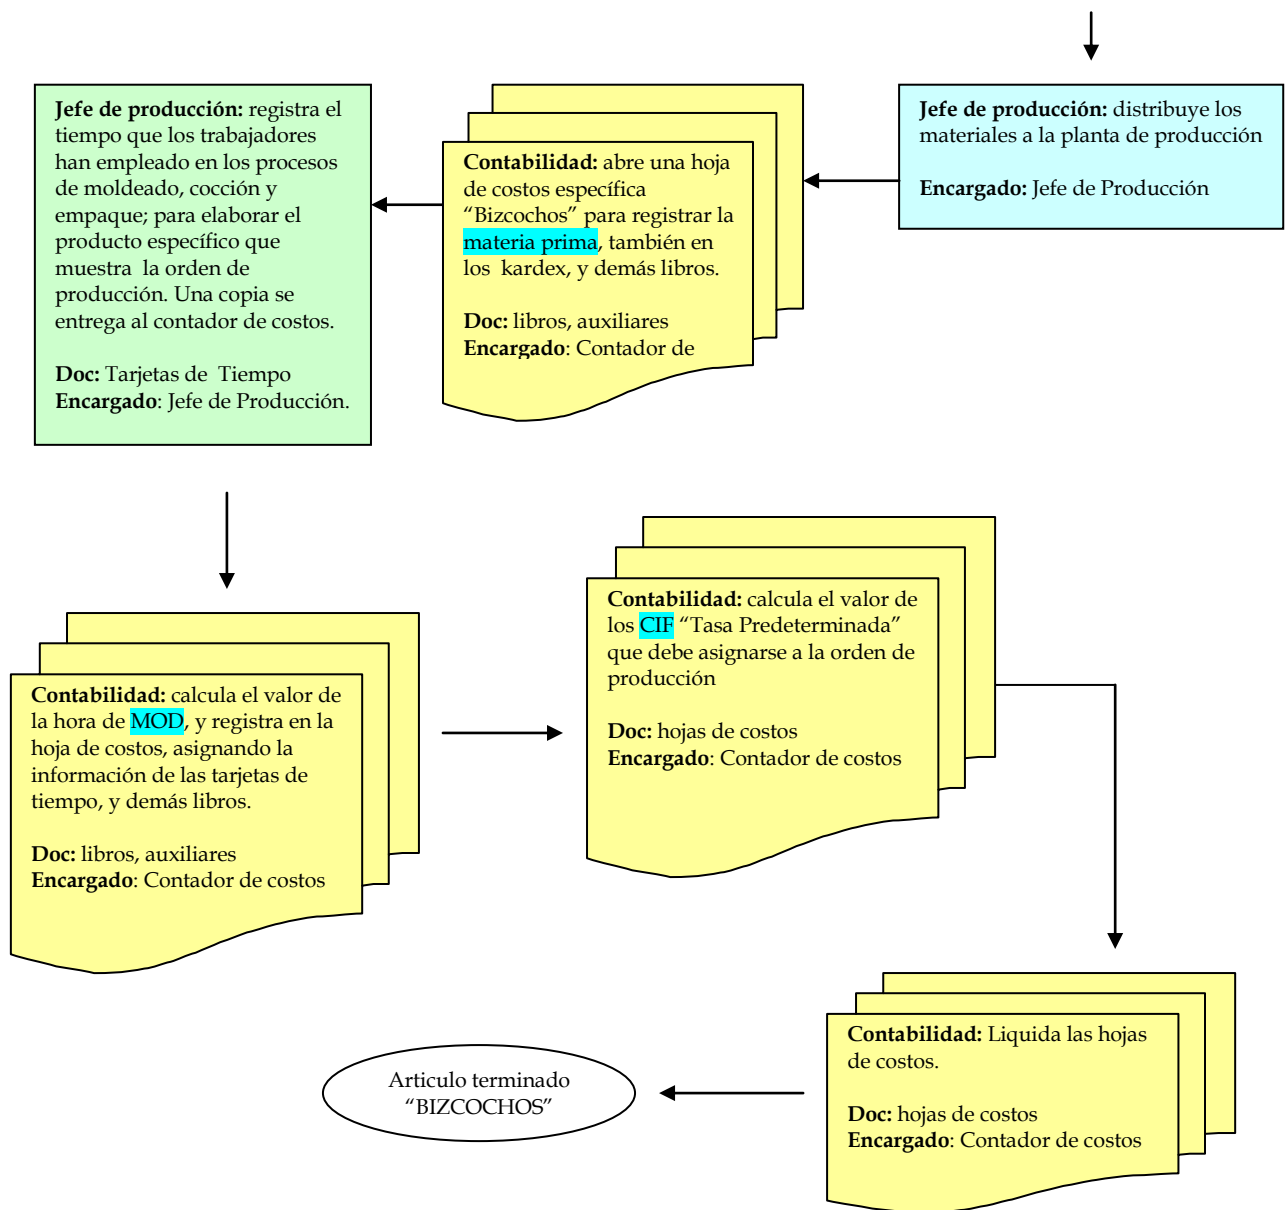 Jefe de producción: distribuye los
materiales a la planta de producción
Encargado: Jefe de Producción
Contabilidad: abre una hoja
de costos específica
“Bizcochos” para registrar la
materia prima, también en
los kardex, y demás libros.
Doc: libros, auxiliares
Encargado: Contador de
Jefe de producción: registra el
tiempo que los trabajadores
han empleado en los procesos
de moldeado, cocción y
empaque; para elaborar el
producto específico que
muestra la orden de
producción. Una copia se
entrega al contador de costos.
Doc: Tarjetas de Tiempo
Encargado: Jefe de Producción.
Contabilidad: calcula el valor de
la hora de MOD, y registra en la
hoja de costos, asignando la
información de las tarjetas de
tiempo, y demás libros.
Doc: libros, auxiliares
Encargado: Contador de costos
Contabilidad: calcula el valor de
los CIF “Tasa Predeterminada”
que debe asignarse a la orden de
producción
Doc: hojas de costos
Encargado: Contador de costos
Contabilidad: Liquida las hojas
de costos.
Doc: hojas de costos
Encargado: Contador de costos
Articulo terminado
“BIZCOCHOS”